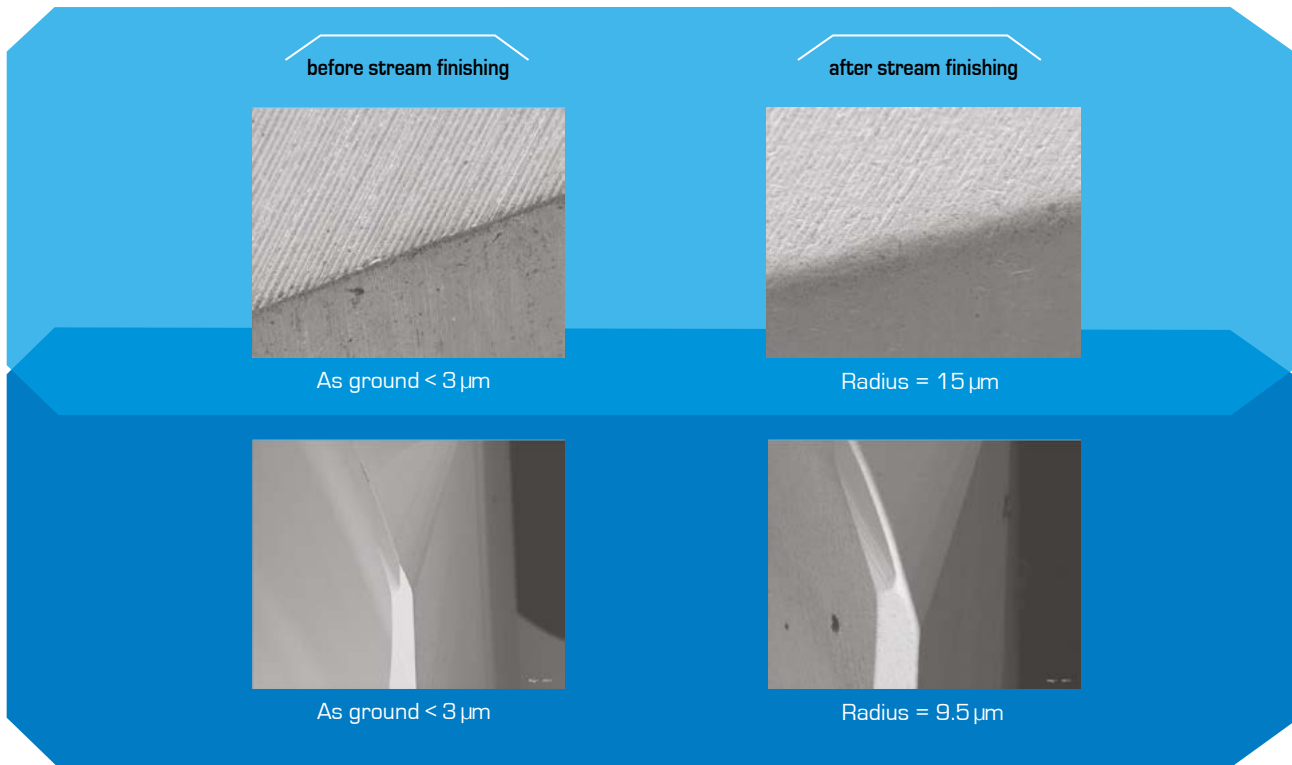 before stream finishing
after stream finishing
As ground < 3 µm
Radius = 15 µm
As ground < 3 µm
Radius = 9.5 µm